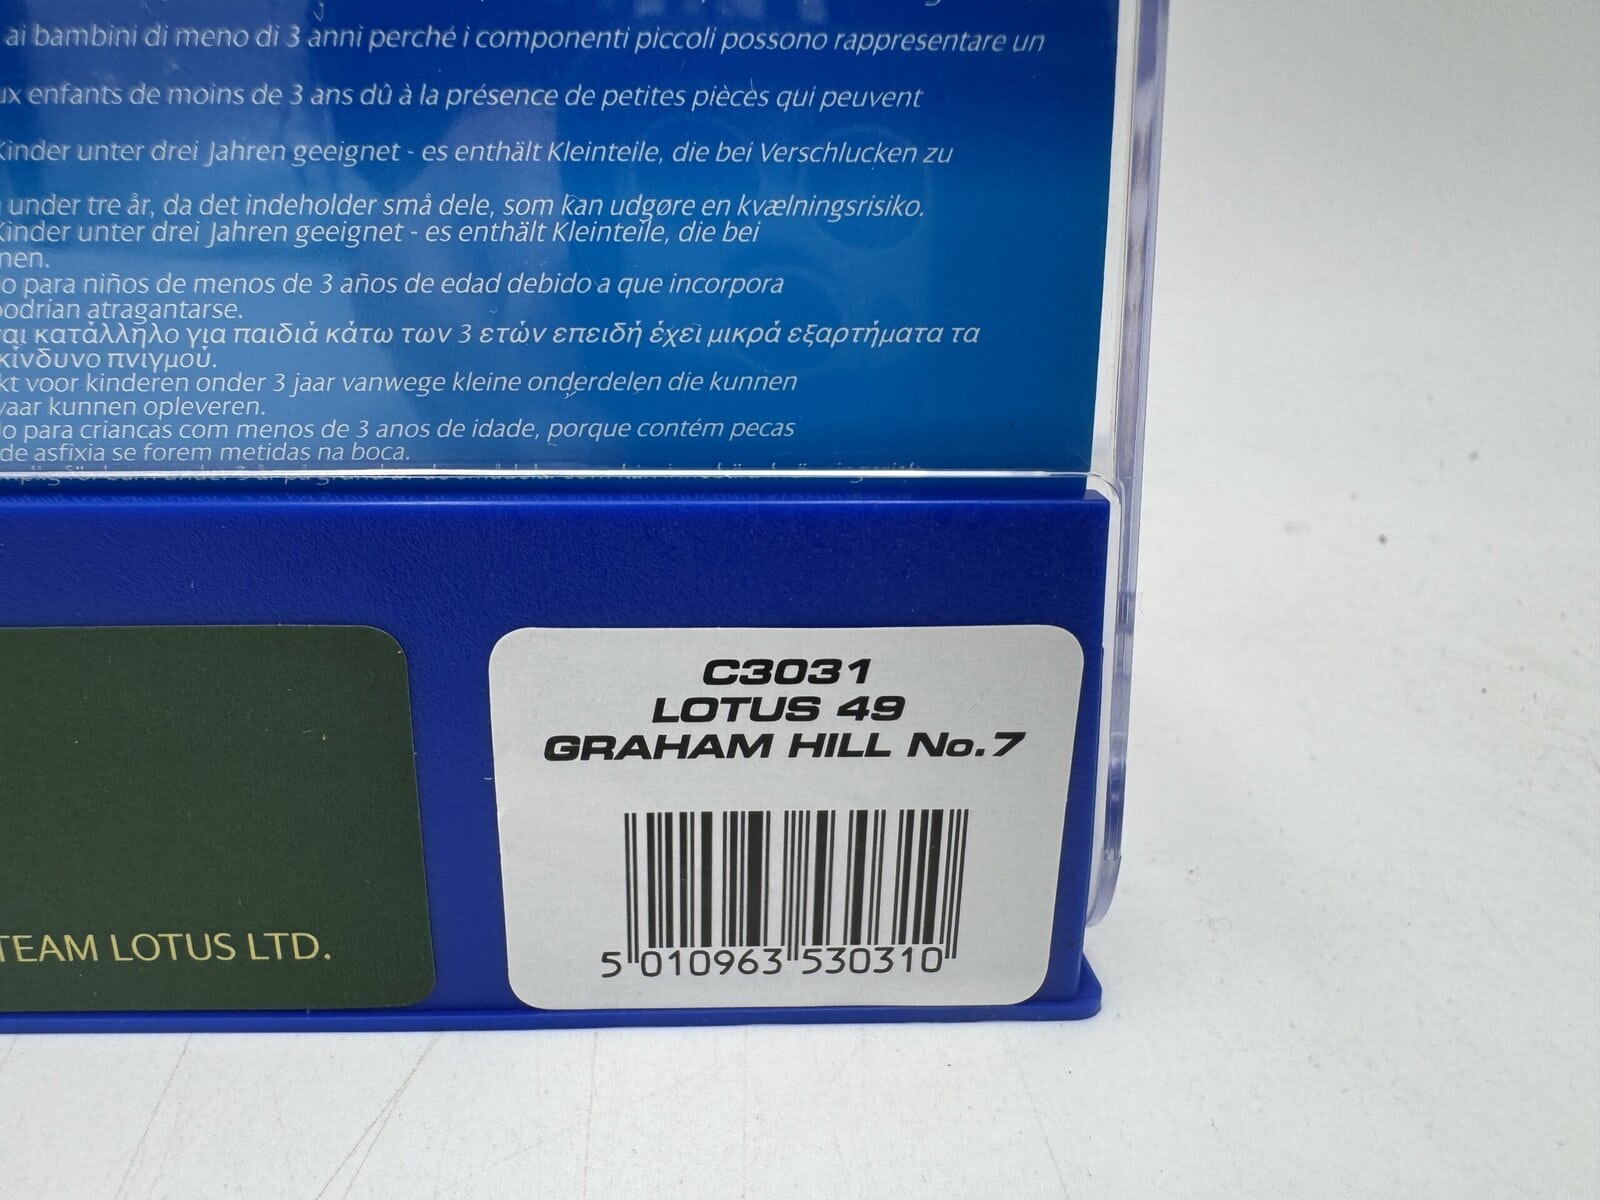 ai bambini di meno di 3 anni perché i componenti piccoli possono rappresentare un
ux enfants de moins de 3 ans dû à la présence de petites pièces qui peuvent
Kinder unter drei Jahren geeignet - es enthält Kleinteile, die bei Verschlucken zu
under tre år, da det indeholder små dele, som kan udgøre en kvælningsrisiko.
Kinder unter drei Jahren geeignet - es enthält Kleinteile, die bei
nen.
o para niños de menos de 3 años de edad debido a que incorpora
podrían atragantarse.
αι κατάλληλο για παιδιά κάτω των 3 ετών επειδή έχει μικρά εξαρτήματα τα
κίνδυνο πνιγμού.
kt voor kinderen onder 3 jaar vanwege kleine onderdelen die kunnen
vaar kunnen opleveren.
lo para criancas com menos de 3 anos de idade, porque contém pecas
de asfixia se forem metidas na boca.
TEAM LOTUS LTD.
C3031
LOTUS 49
GRAHAM HILL No.7
5 010963 530310